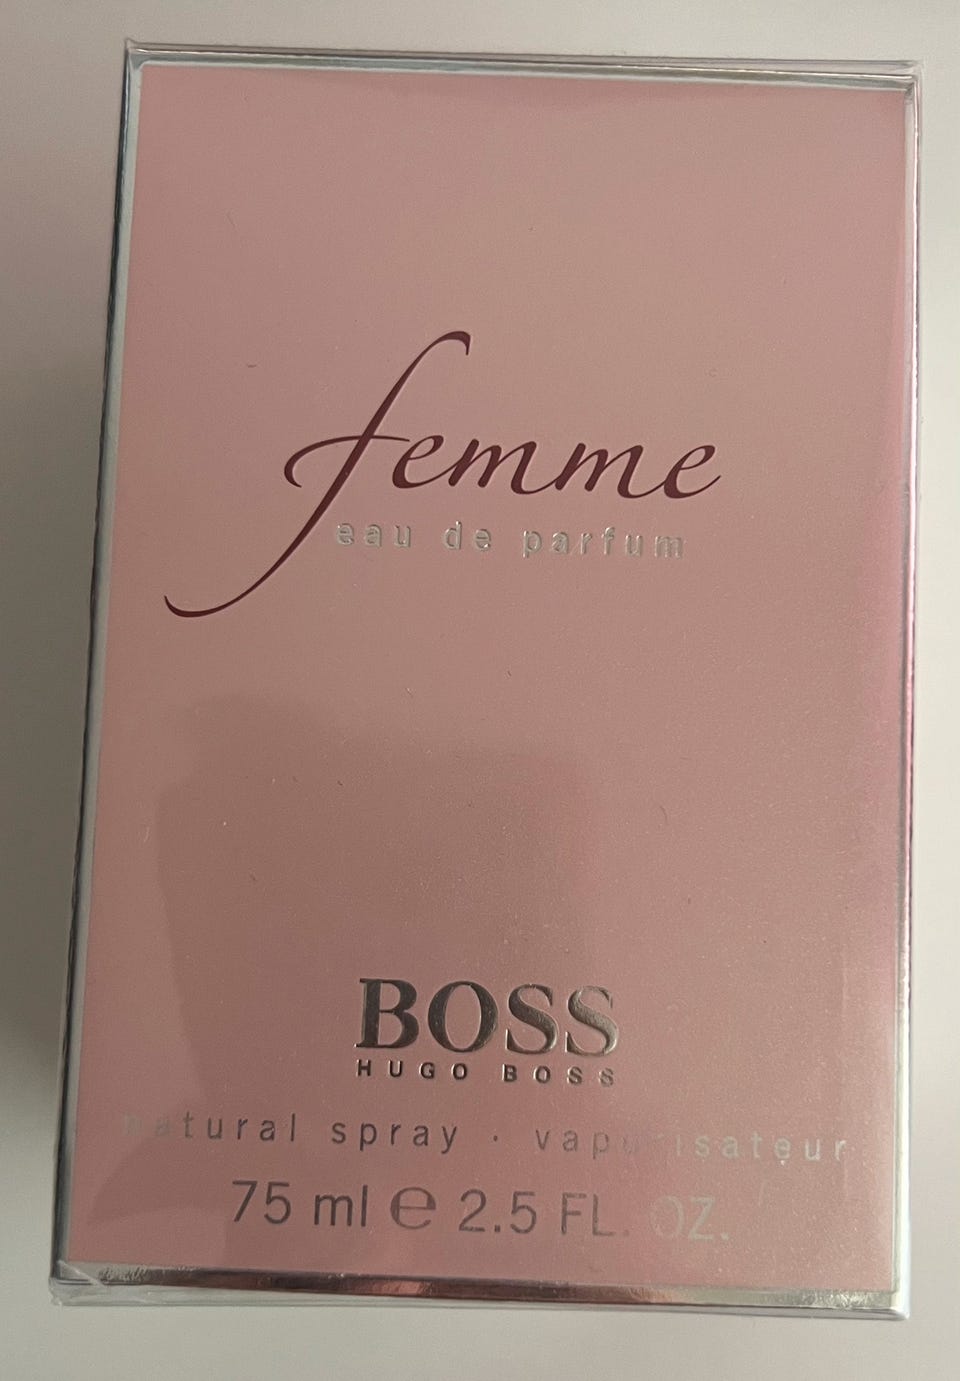 femme
eau de parfum
BOSS
HUGO BOSS
natural spray · vaporisateur
75 ml ℮ 2.5 FL. OZ.